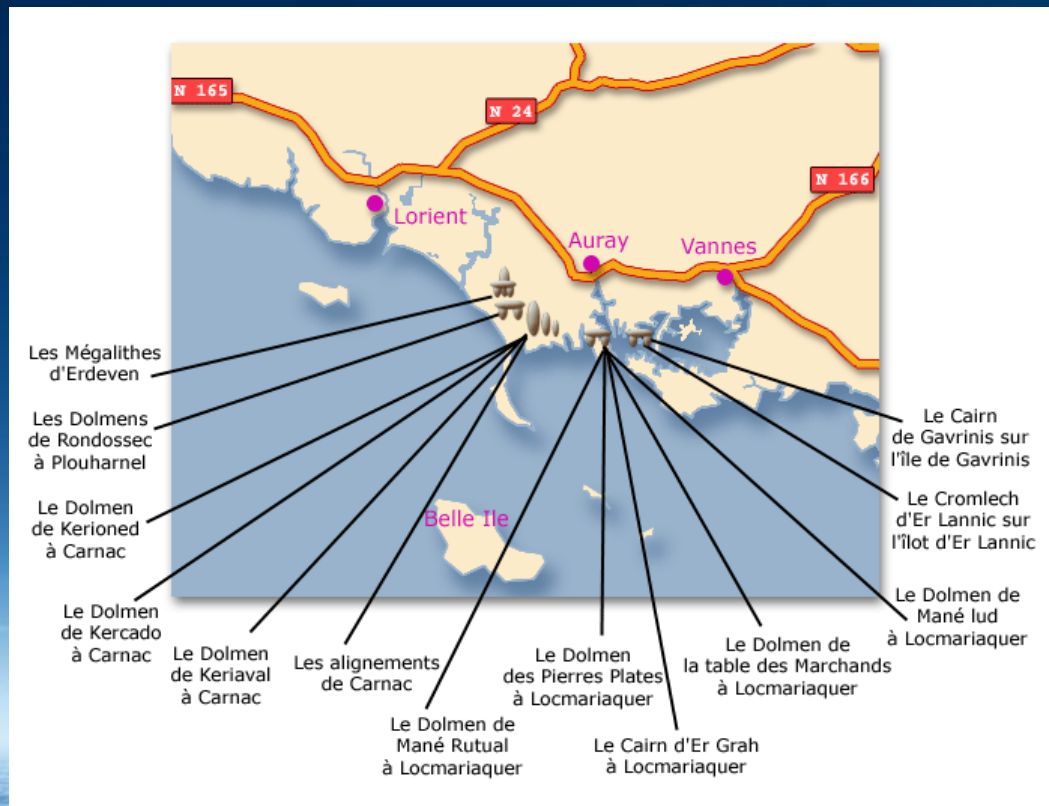 N 165
N 24
N 166
Lorient
Auray
Vannes
Belle Ile
Les Mégalithes
d'Erdeven
Les Dolmens
de Rondossec
à Plouharnel
Le Dolmen
de Kerioned
à Carnac
Le Dolmen
de Kercado
à Carnac
Le Dolmen
de Keriaval
à Carnac
Les alignements
de Carnac
Le Dolmen de
Mané Rutual
à Locmariaquer
Le Dolmen
des Pierres Plates
à Locmariaquer
Le Cairn d'Er Grah
à Locmariaquer
Le Dolmen de
la table des Marchands
à Locmariaquer
Le Dolmen de
Mané lud
à Locmariaquer
Le Cromlech
d'Er Lannic sur
l'îlot d'Er Lannic
Le Cairn
de Gavrinis sur
l'île de Gavrinis